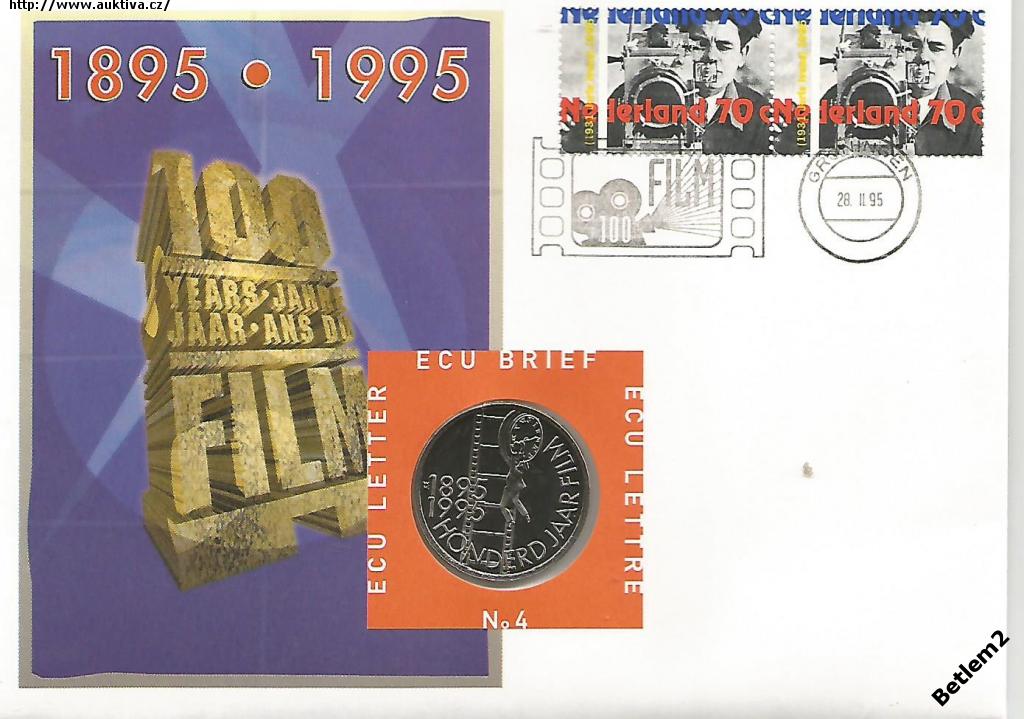 http://www.auktiva.cz/
1895 • 1995
100
YEARS • JAHRE
JAAR • ANS DU
FILM
Nederland 70 c
Nederland 70 c
FILM
100
GRONINGEN
28. II 95
ECU BRIEF
ECU LETTER
ECU LETTRE
1895
1995
HONDERD JAAR FILM
No 4
Betlem2